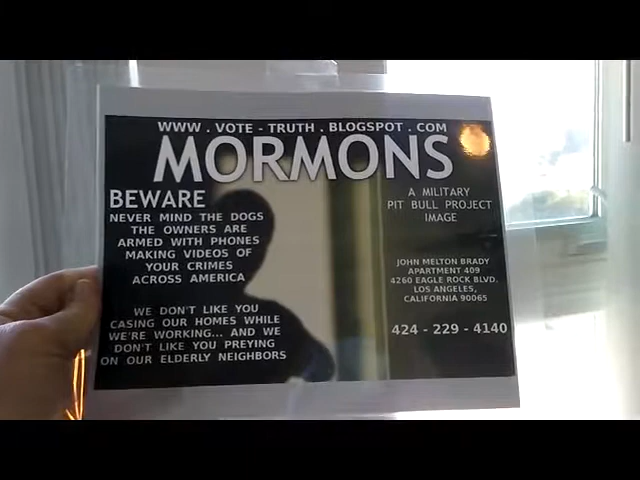 WWW . VOTE - TRUTH . BLOGSPOT . COM
MORMONS
BEWARE
NEVER MIND THE DOGS
THE OWNERS ARE
ARMED WITH PHONES
MAKING VIDEOS OF
YOUR CRIMES
ACROSS AMERICA
WE DON'T LIKE YOU
CASING OUR HOMES WHILE
WE'RE WORKING... AND WE
DON'T LIKE YOU PREYING
ON OUR ELDERLY NEIGHBORS
A MILITARY
PIT BULL PROJECT
IMAGE
JOHN MELTON BRADY
APARTMENT 409
4260 EAGLE ROCK BLVD.
LOS ANGELES,
CALIFORNIA 90065
424 - 229 - 4140